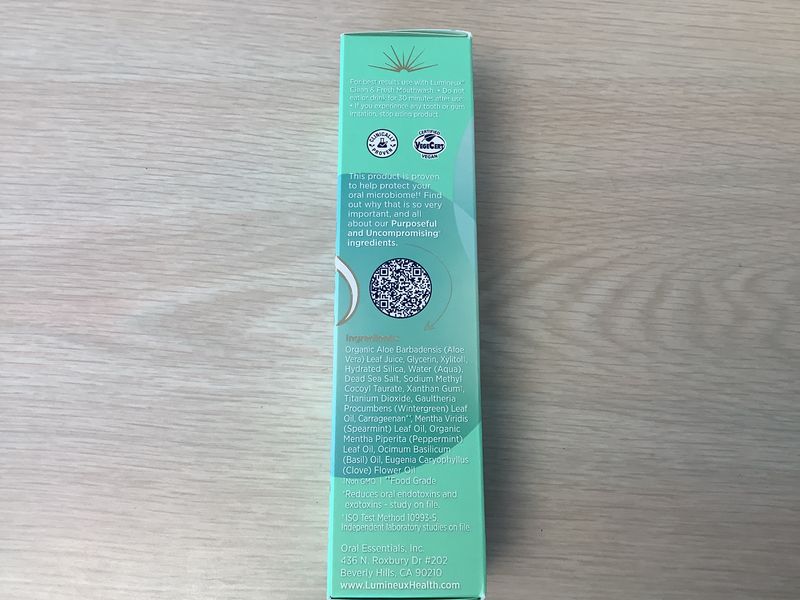 For best results use with Lumineux®
Clean & Fresh Mouthwash. • Do not
eat or drink for 30 minutes after use.
• If you experience any tooth or gum
irritation, stop using product.
CLINICALLY
PROVEN
CERTIFIED
VEGECERT
VEGAN
This product is proven
to help protect your
oral microbiome!† Find
out why that is so very
important, and all
about our Purposeful
and Uncompromising
ingredients.
Ingredients:
Organic Aloe Barbadensis (Aloe
Vera) Leaf Juice, Glycerin, Xylitol‡,
Hydrated Silica, Water (Aqua),
Dead Sea Salt, Sodium Methyl
Cocoyl Taurate, Xanthan Gum‡,
Titanium Dioxide, Gaultheria
Procumbens (Wintergreen) Leaf
Oil, Carrageenan**, Mentha Viridis
(Spearmint) Leaf Oil, Organic
Mentha Piperita (Peppermint)
Leaf Oil, Ocimum Basilicum
(Basil) Oil, Eugenia Caryophyllus
(Clove) Flower Oil
‡Non GMO | **Food Grade
*Reduces oral endotoxins and
exotoxins - study on file.
†ISO Test Method 10993-5
Independent laboratory studies on file.
Oral Essentials, Inc.
436 N. Roxbury Dr #202
Beverly Hills, CA 90210
www.LumineuxHealth.com